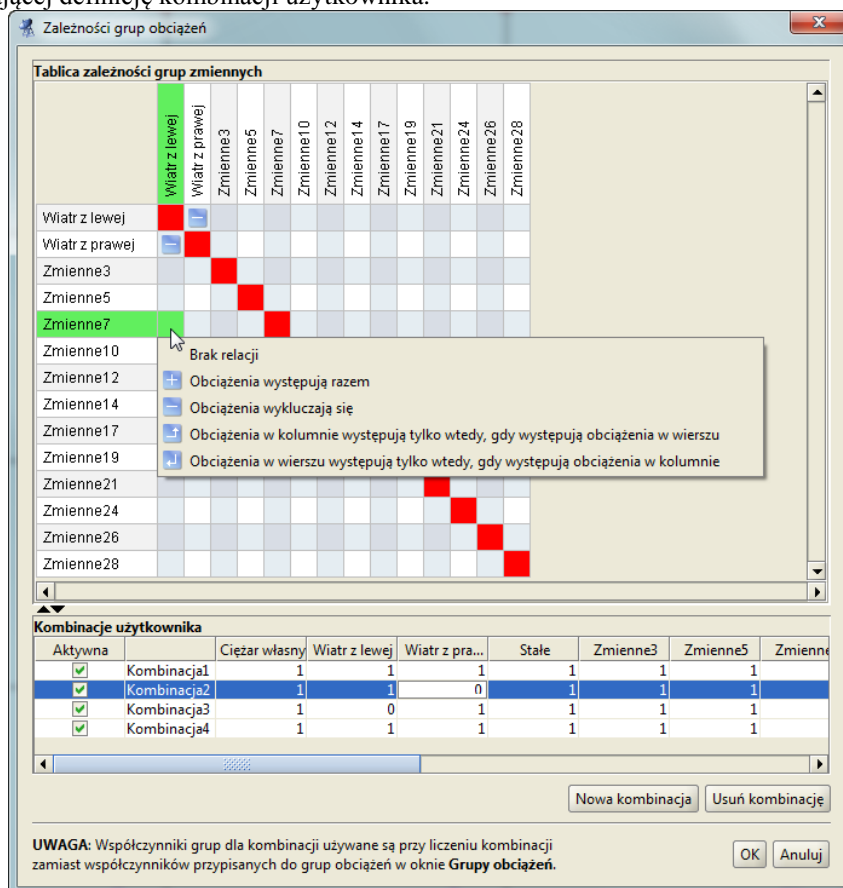 jącej definicję kombinacji użytkownika.
Zależności grup obciążeń
Tablica zależności grup zmiennych
Wiatr z lewej
Wiatr z prawej
Zmienne3
Zmienne5
Zmienne7
Zmienne10
Zmienne12
Zmienne14
Zmienne17
Zmienne19
Zmienne21
Zmienne24
Zmienne26
Zmienne28
Wiatr z lewej
Wiatr z prawej
Zmienne3
Zmienne5
Zmienne7
Zmienne10
Zmienne12
Zmienne14
Zmienne17
Zmienne19
Zmienne21
Zmienne24
Zmienne26
Zmienne28
Brak relacji
Obciążenia występują razem
Obciążenia wykluczają się
Obciążenia w kolumnie występują tylko wtedy, gdy występują obciążenia w wierszu
Obciążenia w wierszu występują tylko wtedy, gdy występują obciążenia w kolumnie
Kombinacje użytkownika
Aktywna Ciężar własny Wiatr z lewej Wiatr z pra... Stałe Zmienne3 Zmienne5 Zmienne
Kombinacja1 1 1 1 1 1 1
Kombinacja2 1 1 0 1 1 1
Kombinacja3 1 0 1 1 1 1
Kombinacja4 1 1 1 1 1 1
Nowa kombinacja Usuń kombinację
UWAGA: Współczynniki grup dla kombinacji używane są przy liczeniu kombinacji
zamiast współczynników przypisanych do grup obciążeń w oknie Grupy obciążeń.
OK Anuluj